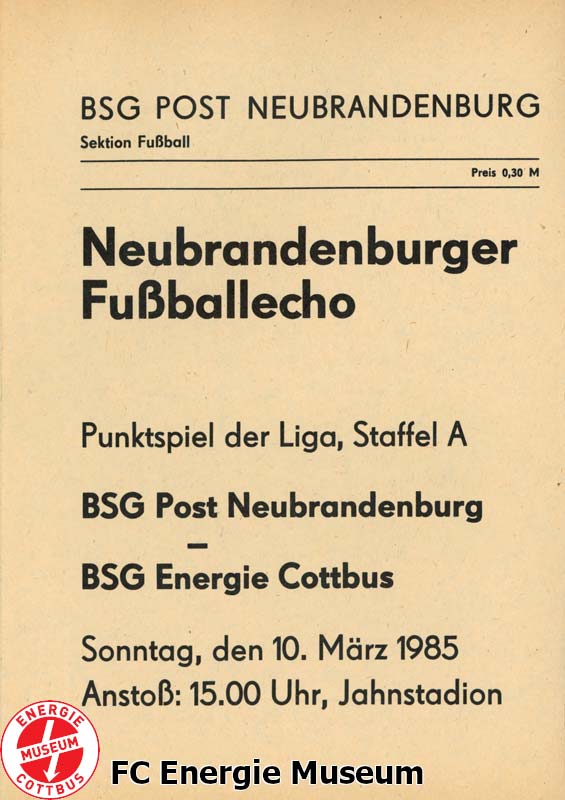 BSG POST NEUBRANDENBURG
Sektion Fußball
Preis 0,30 M
Neubrandenburger
Fußballecho
Punktspiel der Liga, Staffel A
BSG Post Neubrandenburg
–
BSG Energie Cottbus
Sonntag, den 10. März 1985
Anstoß: 15.00 Uhr, Jahnstadion
ENERGIE
MUSEUM
COTTBUS
FC Energie Museum